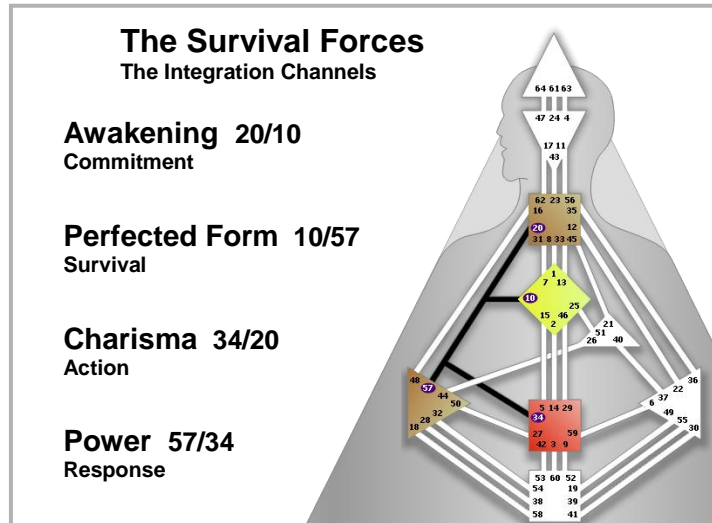 The Survival Forces
The Integration Channels
Awakening 20/10
Commitment
Perfected Form 10/57
Survival
Charisma 34/20
Action
Power 57/34
Response
64 61 63
47 24 4
17 11
43
62 23 56
16 35
20 12
31 8 33 45
1
7 13
10
25
15 46
2
21
51
26 40
48
57
44
50
32
28
18
36
22
37
6
49
55
30
5 14 29
34
27 59
42 3 9
53 60 52
54 19
38 39
58 41